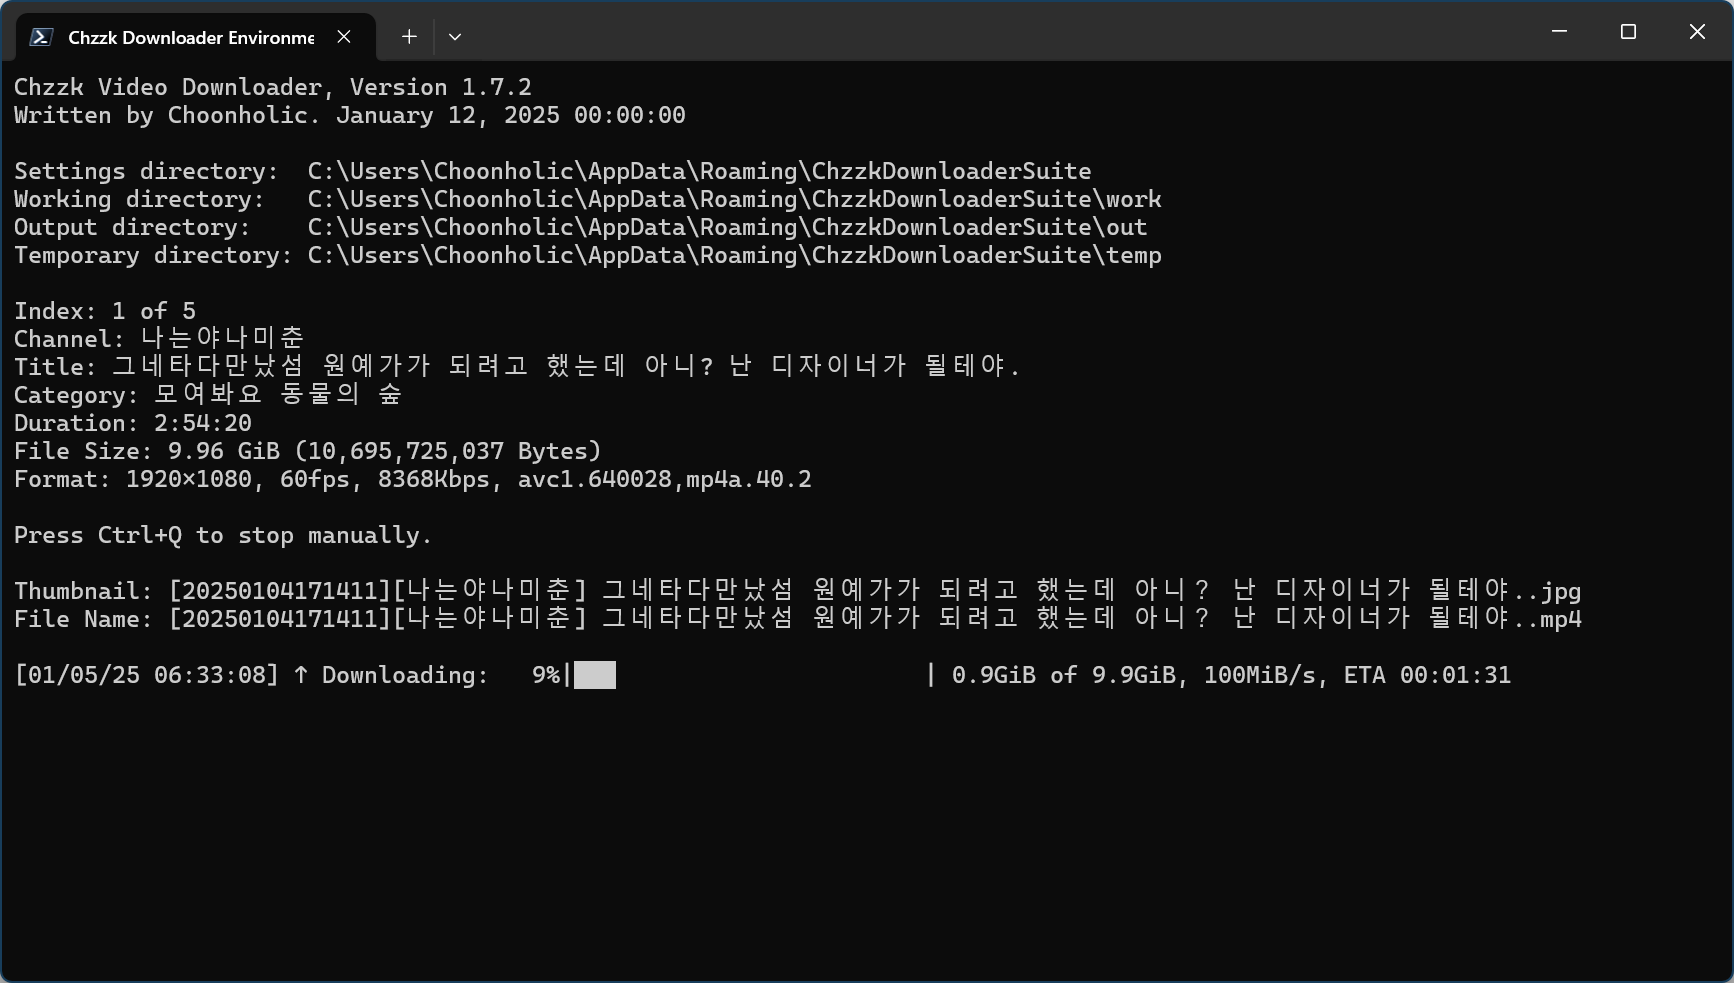 Chzzk Downloader Environme
Chzzk Video Downloader, Version 1.7.2
Written by Choonholic. January 12, 2025 00:00:00
Settings directory:  C:\Users\Choonholic\AppData\Roaming\ChzzkDownloaderSuite
Working directory:   C:\Users\Choonholic\AppData\Roaming\ChzzkDownloaderSuite\work
Output directory:    C:\Users\Choonholic\AppData\Roaming\ChzzkDownloaderSuite\out
Temporary directory: C:\Users\Choonholic\AppData\Roaming\ChzzkDownloaderSuite\temp
Index: 1 of 5
Channel: 나는야나미춘
Title: 그네타다만났섬 원예가가 되려고 했는데 아니? 난 디자이너가 될테야.
Category: 모여봐요 동물의 숲
Duration: 2:54:20
File Size: 9.96 GiB (10,695,725,037 Bytes)
Format: 1920×1080, 60fps, 8368Kbps, avc1.640028,mp4a.40.2
Press Ctrl+Q to stop manually.
Thumbnail: [20250104171411][나는야나미춘] 그네타다만났섬 원예가가 되려고 했는데 아니？ 난 디자이너가 될테야..jpg
File Name: [20250104171411][나는야나미춘] 그네타다만났섬 원예가가 되려고 했는데 아니？ 난 디자이너가 될테야..mp4
[01/05/25 06:33:08] ↑ Downloading:   9%|███                      | 0.9GiB of 9.9GiB, 100MiB/s, ETA 00:01:31